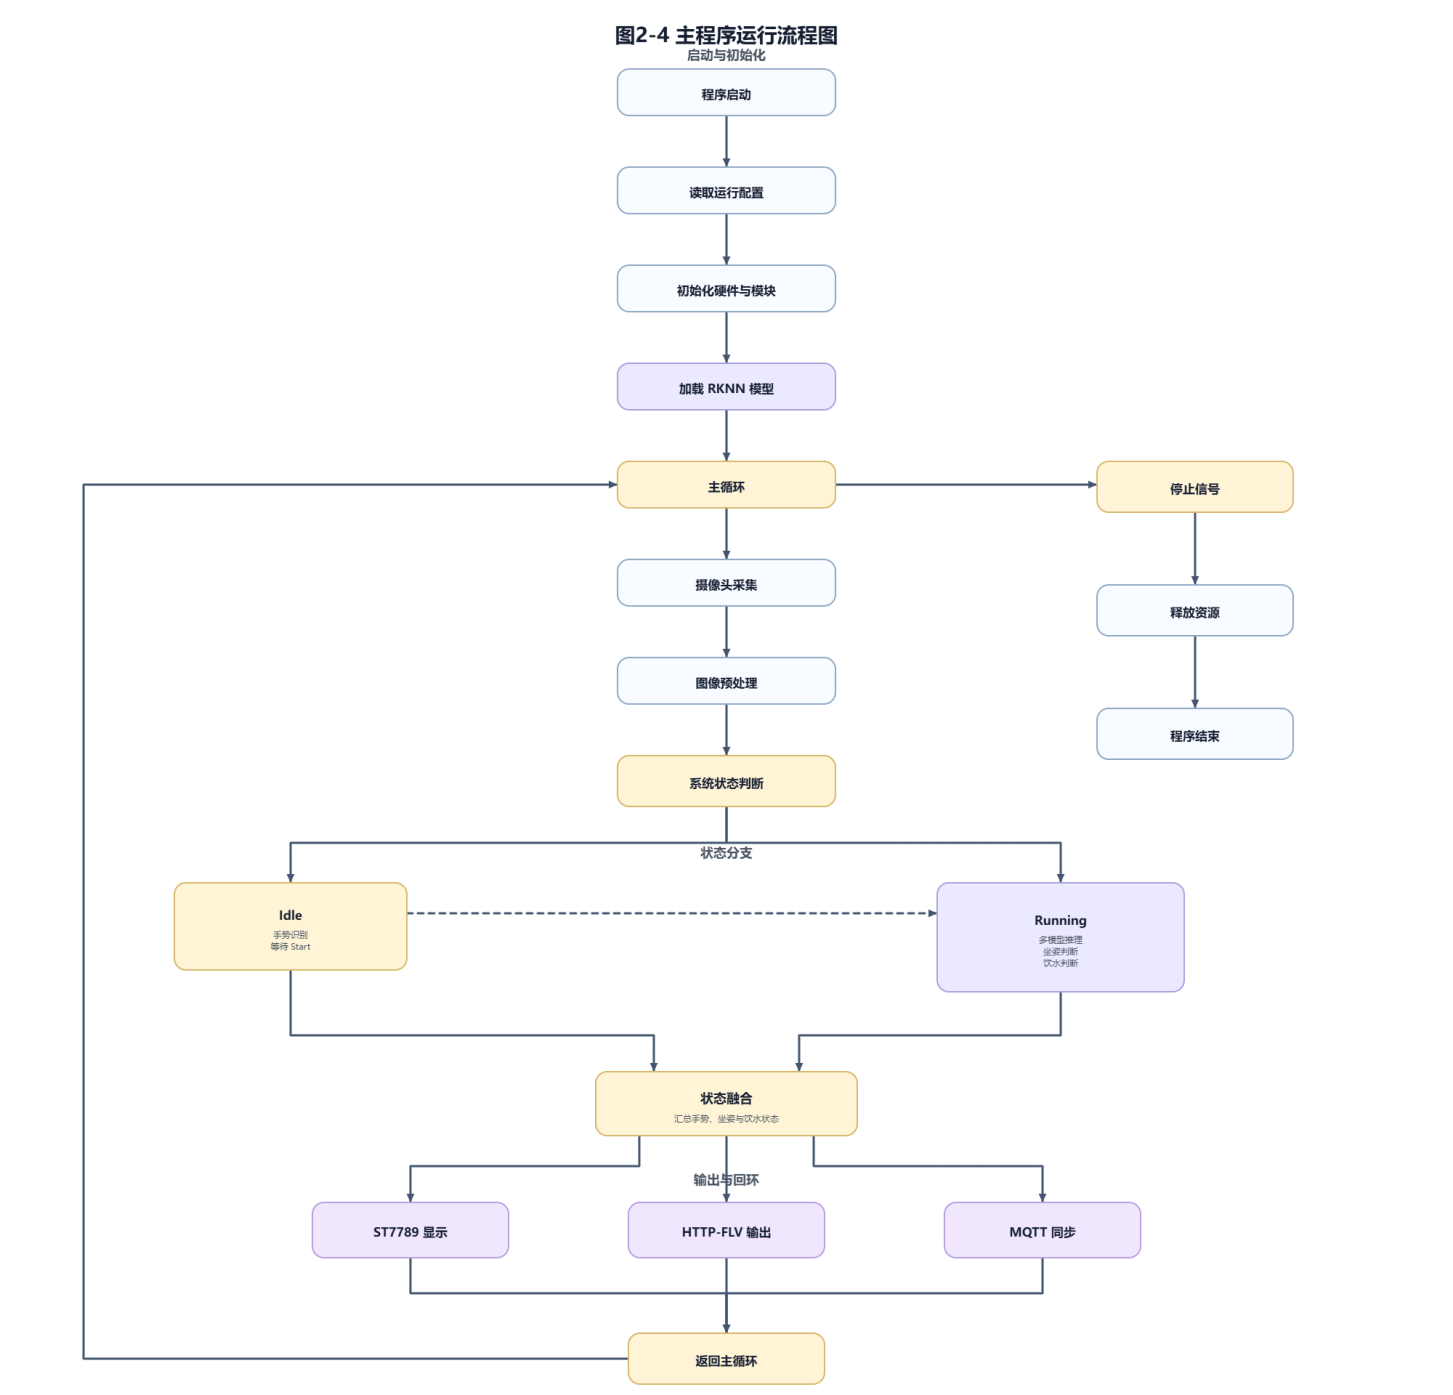 图2-4 主程序运行流程图
启动与初始化
程序启动
读取运行配置
初始化硬件与模块
加载 RKNN 模型
主循环
停止信号
摄像头采集
释放资源
图像预处理
程序结束
系统状态判断
状态分支
Idle
手势识别
等待 Start
Running
多模型推理
坐姿判断
饮水判断
状态融合
汇总手势、坐姿与饮水状态
输出与回环
ST7789 显示
HTTP-FLV 输出
MQTT 同步
返回主循环